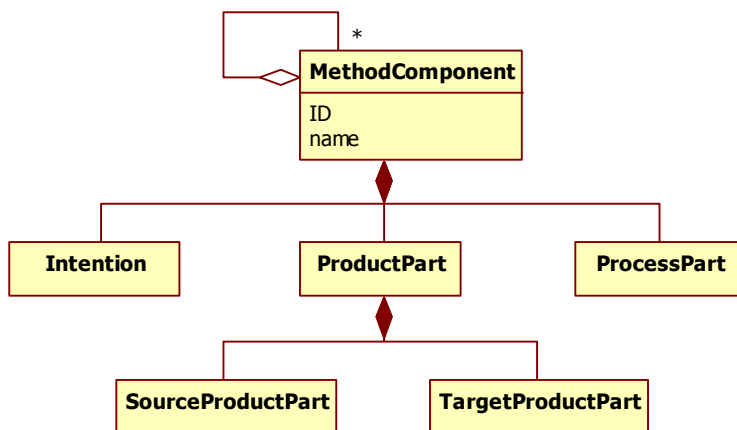 *
MethodComponent
ID
name
Intention
ProductPart
ProcessPart
SourceProductPart
TargetProductPart